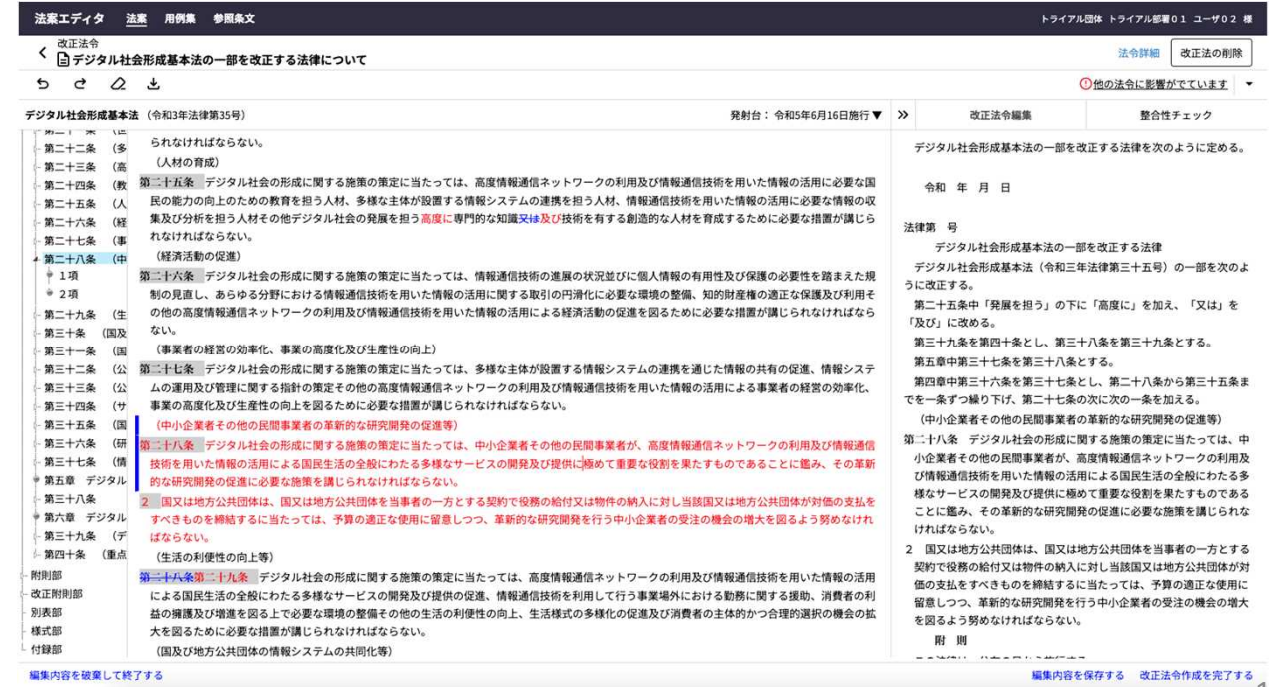 法案エディタ 法案 用例集 参照条文
トライアル団体 トライアル部署01 ユーザ02 様
改正法令
デジタル社会形成基本法の一部を改正する法律について
法令詳細 改正法の削除
他の法令に影響がでています
デジタル社会形成基本法 (令和3年法律第35号)
発射台: 令和5年6月16日施行▼
改正法令編集 整合性チェック
第二十二条 (多
第二十三条 (高
第二十四条 (教
第二十五条 (人
第二十六条 (経
第二十七条 (事
第二十八条 (中
1項
2項
第二十九条 (生
第三十条 (国及
第三十一条 (国
第三十二条 (公
第三十三条 (公
第三十四条 (サ
第三十五条 (国
第三十六条 (研
第三十七条 (情
第五章 デジタル
第三十八条
第六章 デジタル
第三十九条 (デ
第四十条 (重点
附則部
改正附則部
別表部
様式部
付録部
られなければならない。
(人材の育成)
第二十五条 デジタル社会の形成に関する施策の策定に当たっては、高度情報通信ネットワークの利用及び情報通信技術を用いた情報の活用に必要な国
民の能力の向上のための教育を担う人材、多様な主体が設置する情報システムの連携を担う人材、情報通信技術を用いた情報の活用に必要な情報の収
集及び分析を担う人材その他デジタル社会の発展を担う高度に専門的な知識又は及び技術を有する創造的な人材を育成するために必要な措置が講じら
れなければならない。
(経済活動の促進)
第二十六条 デジタル社会の形成に関する施策の策定に当たっては、情報通信技術の進展の状況並びに個人情報の有用性及び保護の必要性を踏まえた規
制の見直し、あらゆる分野における情報通信技術を用いた情報の活用に関する取引の円滑化に必要な環境の整備、知的財産権の適正な保護及び利用そ
の他の高度情報通信ネットワークの利用及び情報通信技術を用いた情報の活用による経済活動の促進を図るために必要な措置が講じられなければなら
ない。
(事業者の経営の効率化、事業の高度化及び生産性の向上)
第二十七条 デジタル社会の形成に関する施策の策定に当たっては、多様な主体が設置する情報システムの連携を通じた情報の共有の促進、情報システ
ムの運用及び管理に関する指針の策定その他の高度情報通信ネットワークの利用及び情報通信技術を用いた情報の活用による事業者の経営の効率化、
事業の高度化及び生産性の向上を図るために必要な措置が講じられなければならない。
(中小企業者その他の民間事業者の革新的な研究開発の促進等)
第二十八条 デジタル社会の形成に関する施策の策定に当たっては、中小企業者その他の民間事業者が、高度情報通信ネットワークの利用及び情報通信
技術を用いた情報の活用による国民生活の全般にわたる多様なサービスの開発及び提供に極めて重要な役割を果たすものであることに鑑み、その革新
的な研究開発の促進に必要な施策を講じられなければならない。
2 国又は地方公共団体は、国又は地方公共団体を当事者の一方とする契約で役務の給付又は物件の納入に対し当該国又は地方公共団体が対価の支払を
すべきものを締結するに当たっては、予算の適正な使用に留意しつつ、革新的な研究開発を行う中小企業者の受注の機会の増大を図るよう努めなけれ
ばならない。
(生活の利便性の向上等)
第二十八条第二十九条 デジタル社会の形成に関する施策の策定に当たっては、高度情報通信ネットワークの利用及び情報通信技術を用いた情報の活用
による国民生活の全般にわたる多様なサービスの開発及び提供の促進、情報通信技術を利用して行う事業場外における勤務に関する援助、消費者の利
益の擁護及び増進を図る上で必要な環境の整備その他の生活の利便性の向上、生活様式の多様化の促進及び消費者の主体的かつ合理的選択の機会の拡
大を図るために必要な措置が講じられなければならない。
(国及び地方公共団体の情報システムの共同化等)
デジタル社会形成基本法の一部を改正する法律を次のように定める。
令和 年 月 日
法律第 号
デジタル社会形成基本法の一部を改正する法律
デジタル社会形成基本法(令和三年法律第三十五号)の一部を次のよ
うに改正する。
第二十五条中「発展を担う」の下に「高度に」を加え、「又は」を
「及び」に改める。
第三十九条を第四十条とし、第三十八条を第三十九条とする。
第五章中第三十七条を第三十八条とする。
第四章中第三十六条を第三十七条とし、第二十八条から第三十五条ま
でを一条ずつ繰り下げ、第二十七条の次に次の一条を加える。
(中小企業者その他の民間事業者の革新的な研究開発の促進等)
第二十八条 デジタル社会の形成に関する施策の策定に当たっては、中
小企業者その他の民間事業者が、高度情報通信ネットワークの利用及
び情報通信技術を用いた情報の活用による国民生活の全般にわたる多
様なサービスの開発及び提供に極めて重要な役割を果たすものである
ことに鑑み、その革新的な研究開発の促進に必要な施策を講じられな
ければならない。
2 国又は地方公共団体は、国又は地方公共団体を当事者の一方とする
契約で役務の給付又は物件の納入に対し当該国又は地方公共団体が対
価の支払をすべきものを締結するに当たっては、予算の適正な使用に
留意しつつ、革新的な研究開発を行う中小企業者の受注の機会の増大
を図るよう努めなければならない。
附 則
編集内容を破棄して終了する
編集内容を保存する 改正法令作成を完了する